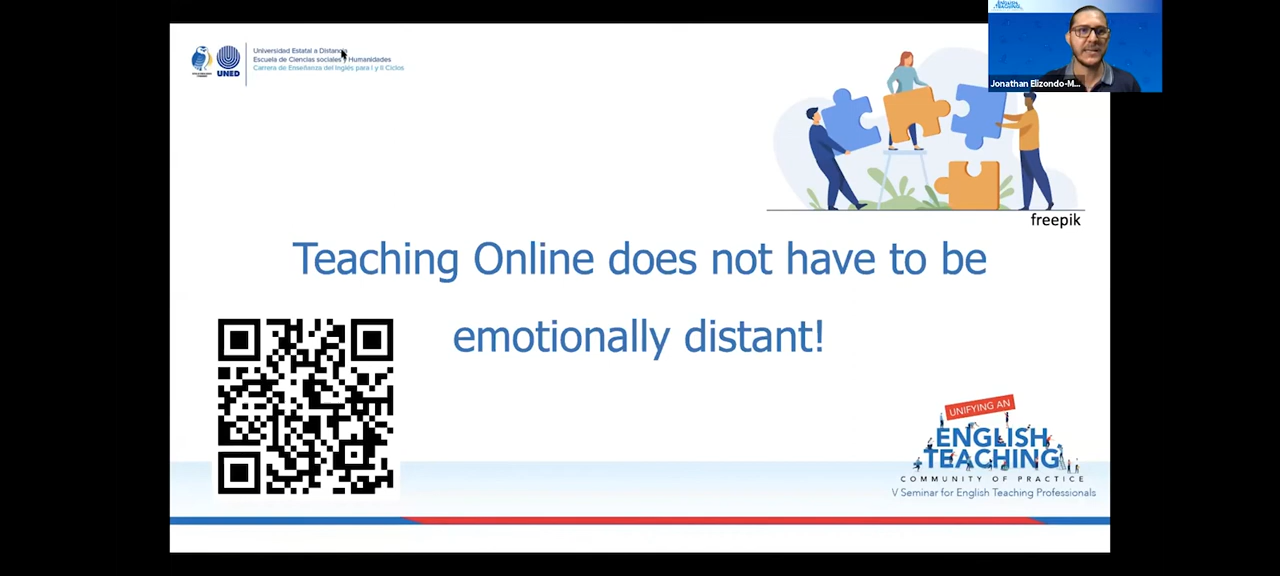 Universidad Estatal a Distancia
Escuela de Ciencias sociales y Humanidades
Carrera de Enseñanza del Inglés para I y II Ciclos
UNED
ENGLISH
TEACHING
Jonathan Elizondo-M...
freepik
Teaching Online does not have to be
emotionally distant!
UNIFYING AN
ENGLISH
TEACHING
COMMUNITY OF PRACTICE
V Seminar for English Teaching Professionals